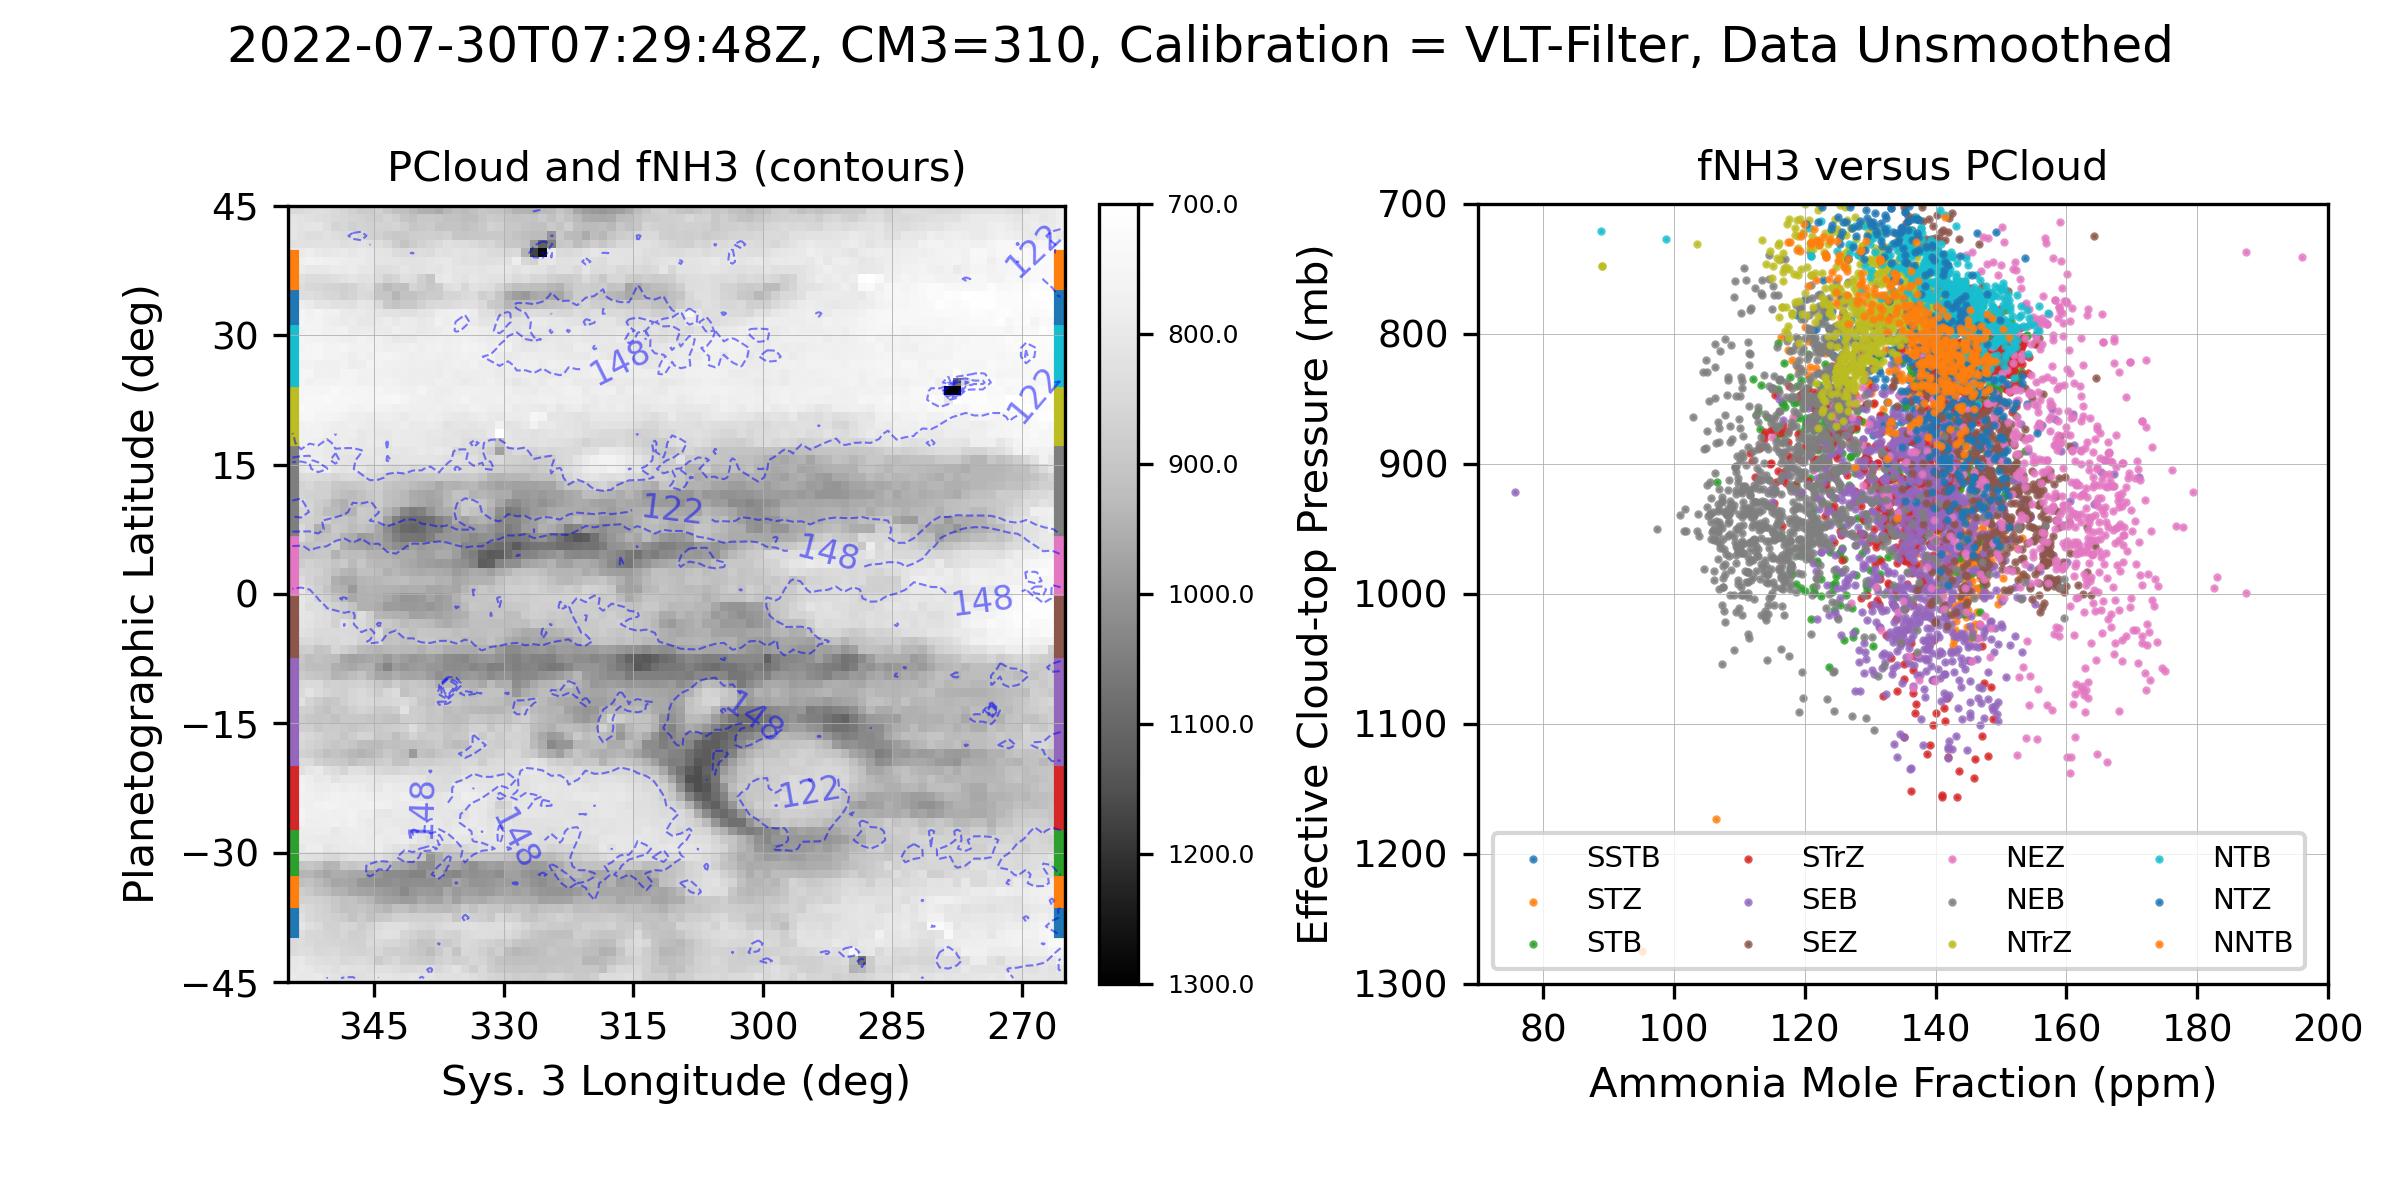 2022-07-30T07:29:48Z, CM3=310, Calibration = VLT-Filter, Data Unsmoothed
PCloud and fNH3 (contours)
45
30
15
0
−15
−30
−45
Planetographic Latitude (deg)
345 330 315 300 285 270
Sys. 3 Longitude (deg)
122
148
122
122
148
148
148
122
148
148
700.0
800.0
900.0
1000.0
1100.0
1200.0
1300.0
fNH3 versus PCloud
700
800
900
1000
1100
1200
1300
Effective Cloud-top Pressure (mb)
SSTB STrZ NEZ NTB
STZ SEB NEB NTZ
STB SEZ NTrZ NNTB
80 100 120 140 160 180 200
Ammonia Mole Fraction (ppm)